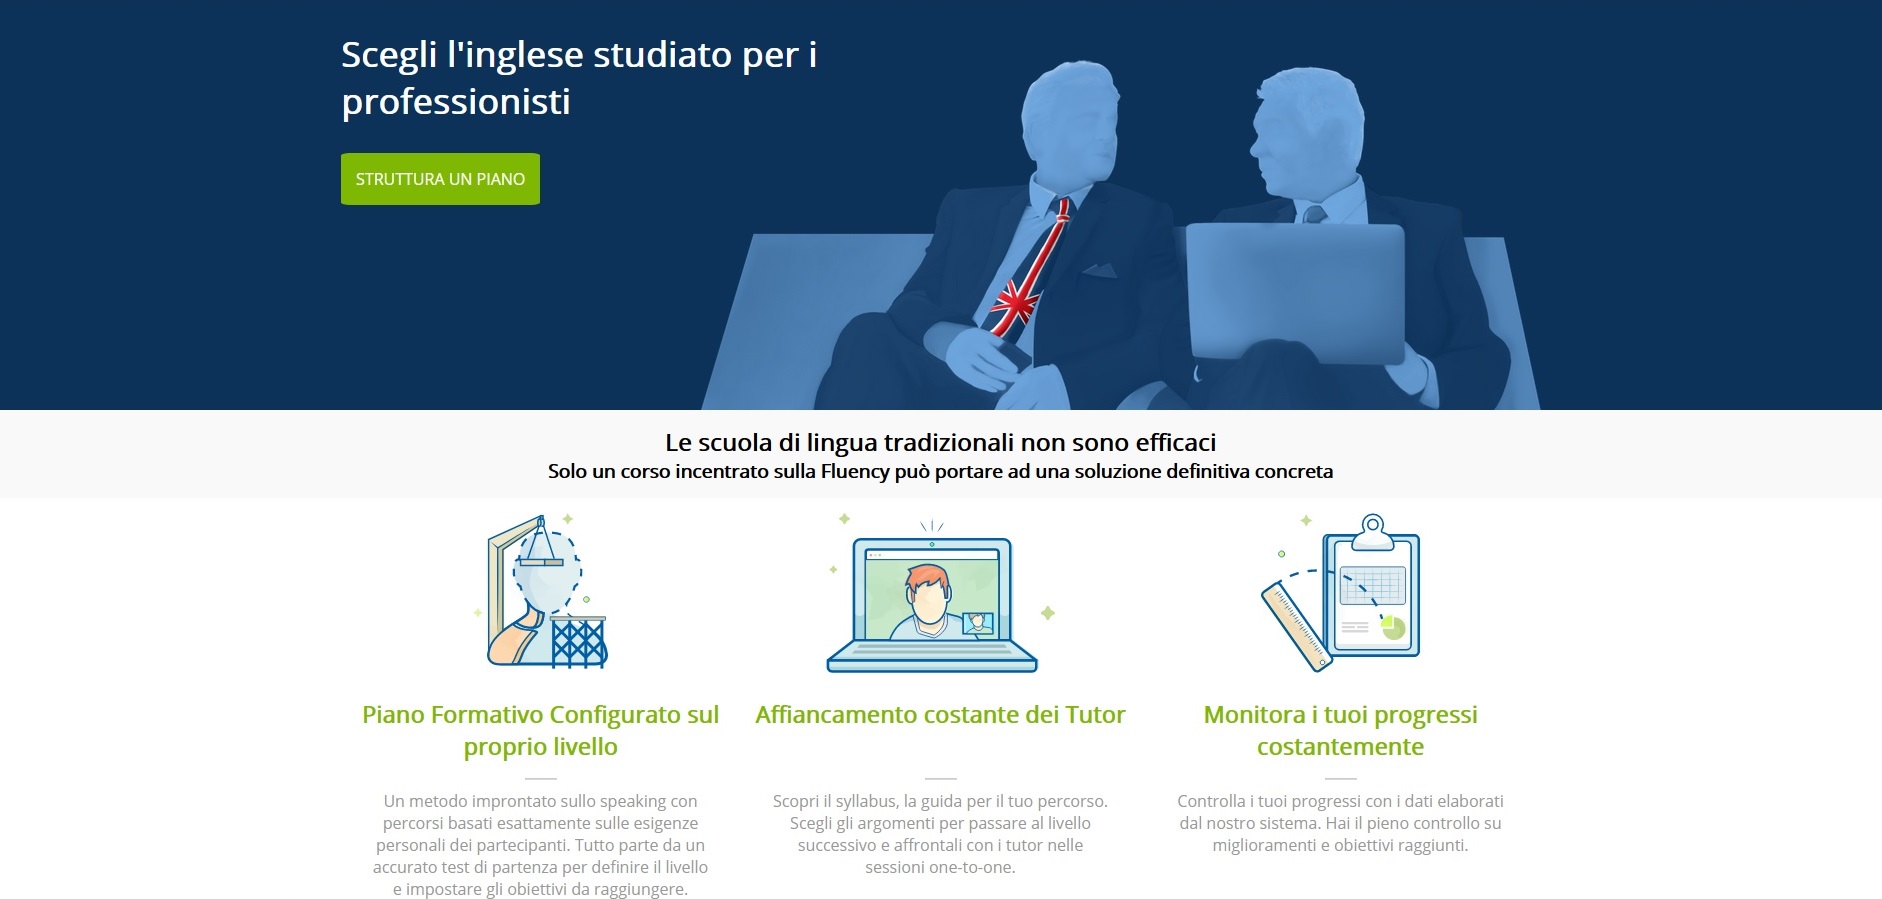 Scegli l'inglese studiato per i
professionisti
STRUTTURA UN PIANO
Le scuola di lingua tradizionali non sono efficaci
Solo un corso incentrato sulla Fluency può portare ad una soluzione definitiva concreta
Piano Formativo Configurato sul
proprio livello
Un metodo improntato sullo speaking con
percorsi basati esattamente sulle esigenze
personali dei partecipanti. Tutto parte da un
accurato test di partenza per definire il livello
e impostare gli obiettivi da raggiungere.
Affiancamento costante dei Tutor
Scopri il syllabus, la guida per il tuo percorso.
Scegli gli argomenti per passare al livello
successivo e affrontali con i tutor nelle
sessioni one-to-one.
Monitora i tuoi progressi
costantemente
Controlla i tuoi progressi con i dati elaborati
dal nostro sistema. Hai il pieno controllo su
miglioramenti e obiettivi raggiunti.